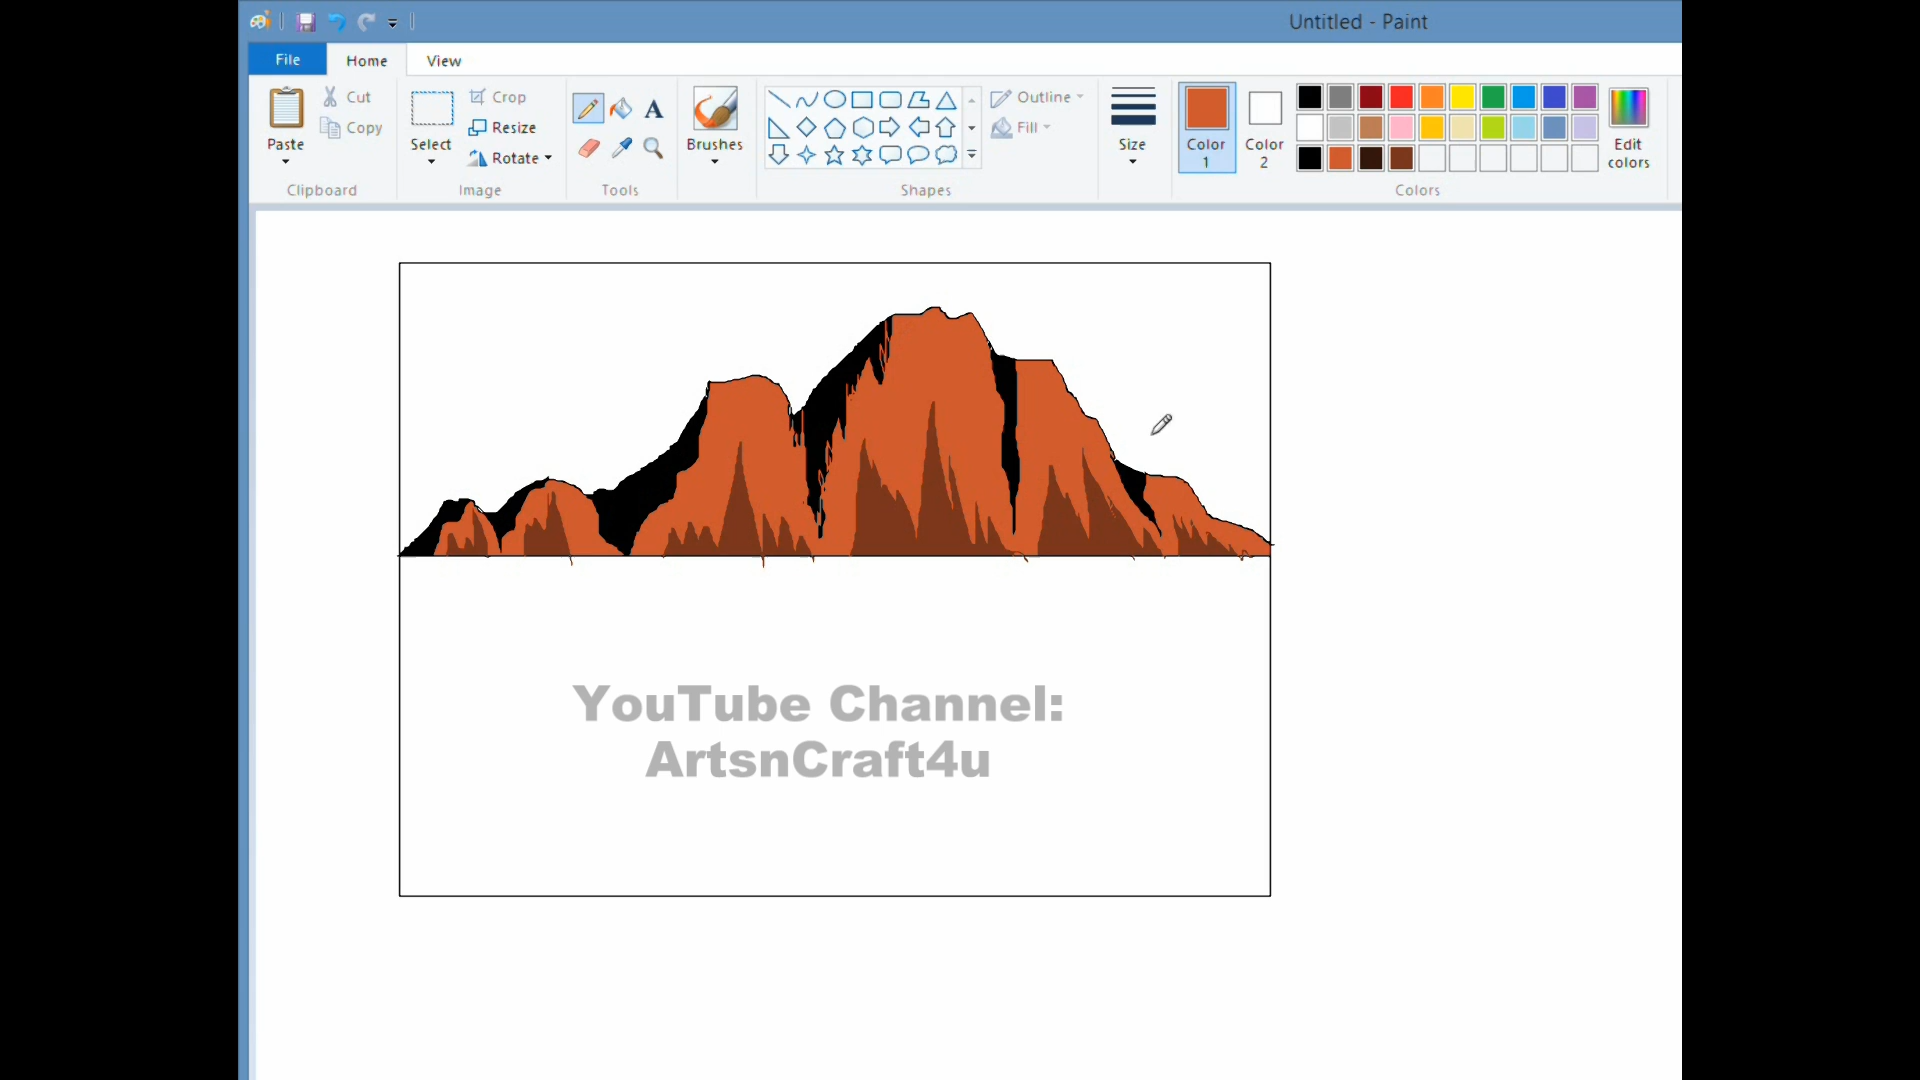 Untitled - Paint
File
Home
View
Paste
Cut
Copy
Clipboard
Select
Crop
Resize
Rotate
Image
A
Tools
Brushes
Shapes
Outline
Fill
Size
Color 1
Color 2
Edit colors
Colors
YouTube Channel:
ArtsnCraft4u